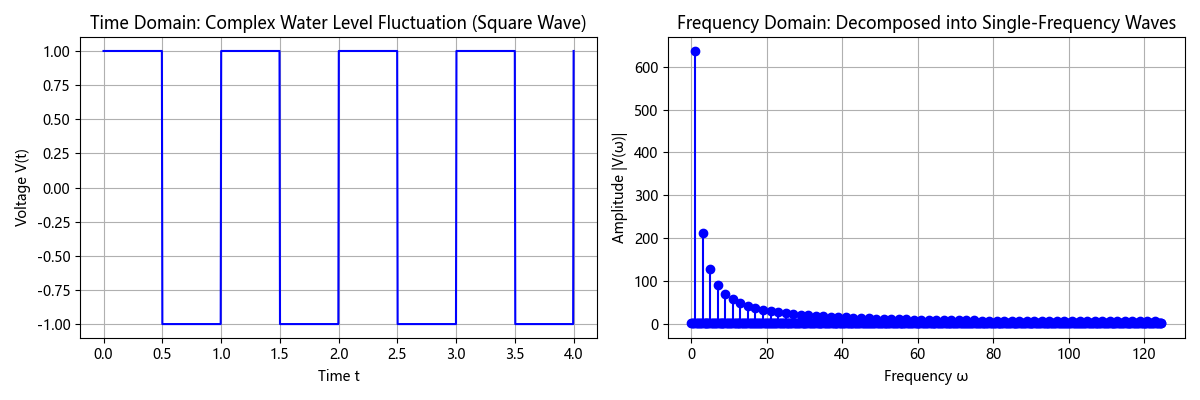 Time Domain: Complex Water Level Fluctuation (Square Wave)
1.00
0.75
0.50
0.25
0.00
-0.25
-0.50
-0.75
-1.00
Voltage V(t)
0.0 0.5 1.0 1.5 2.0 2.5 3.0 3.5 4.0
Time t
Frequency Domain: Decomposed into Single-Frequency Waves
600
500
400
300
200
100
0
Amplitude |V(ω)|
0 20 40 60 80 100 120
Frequency ω